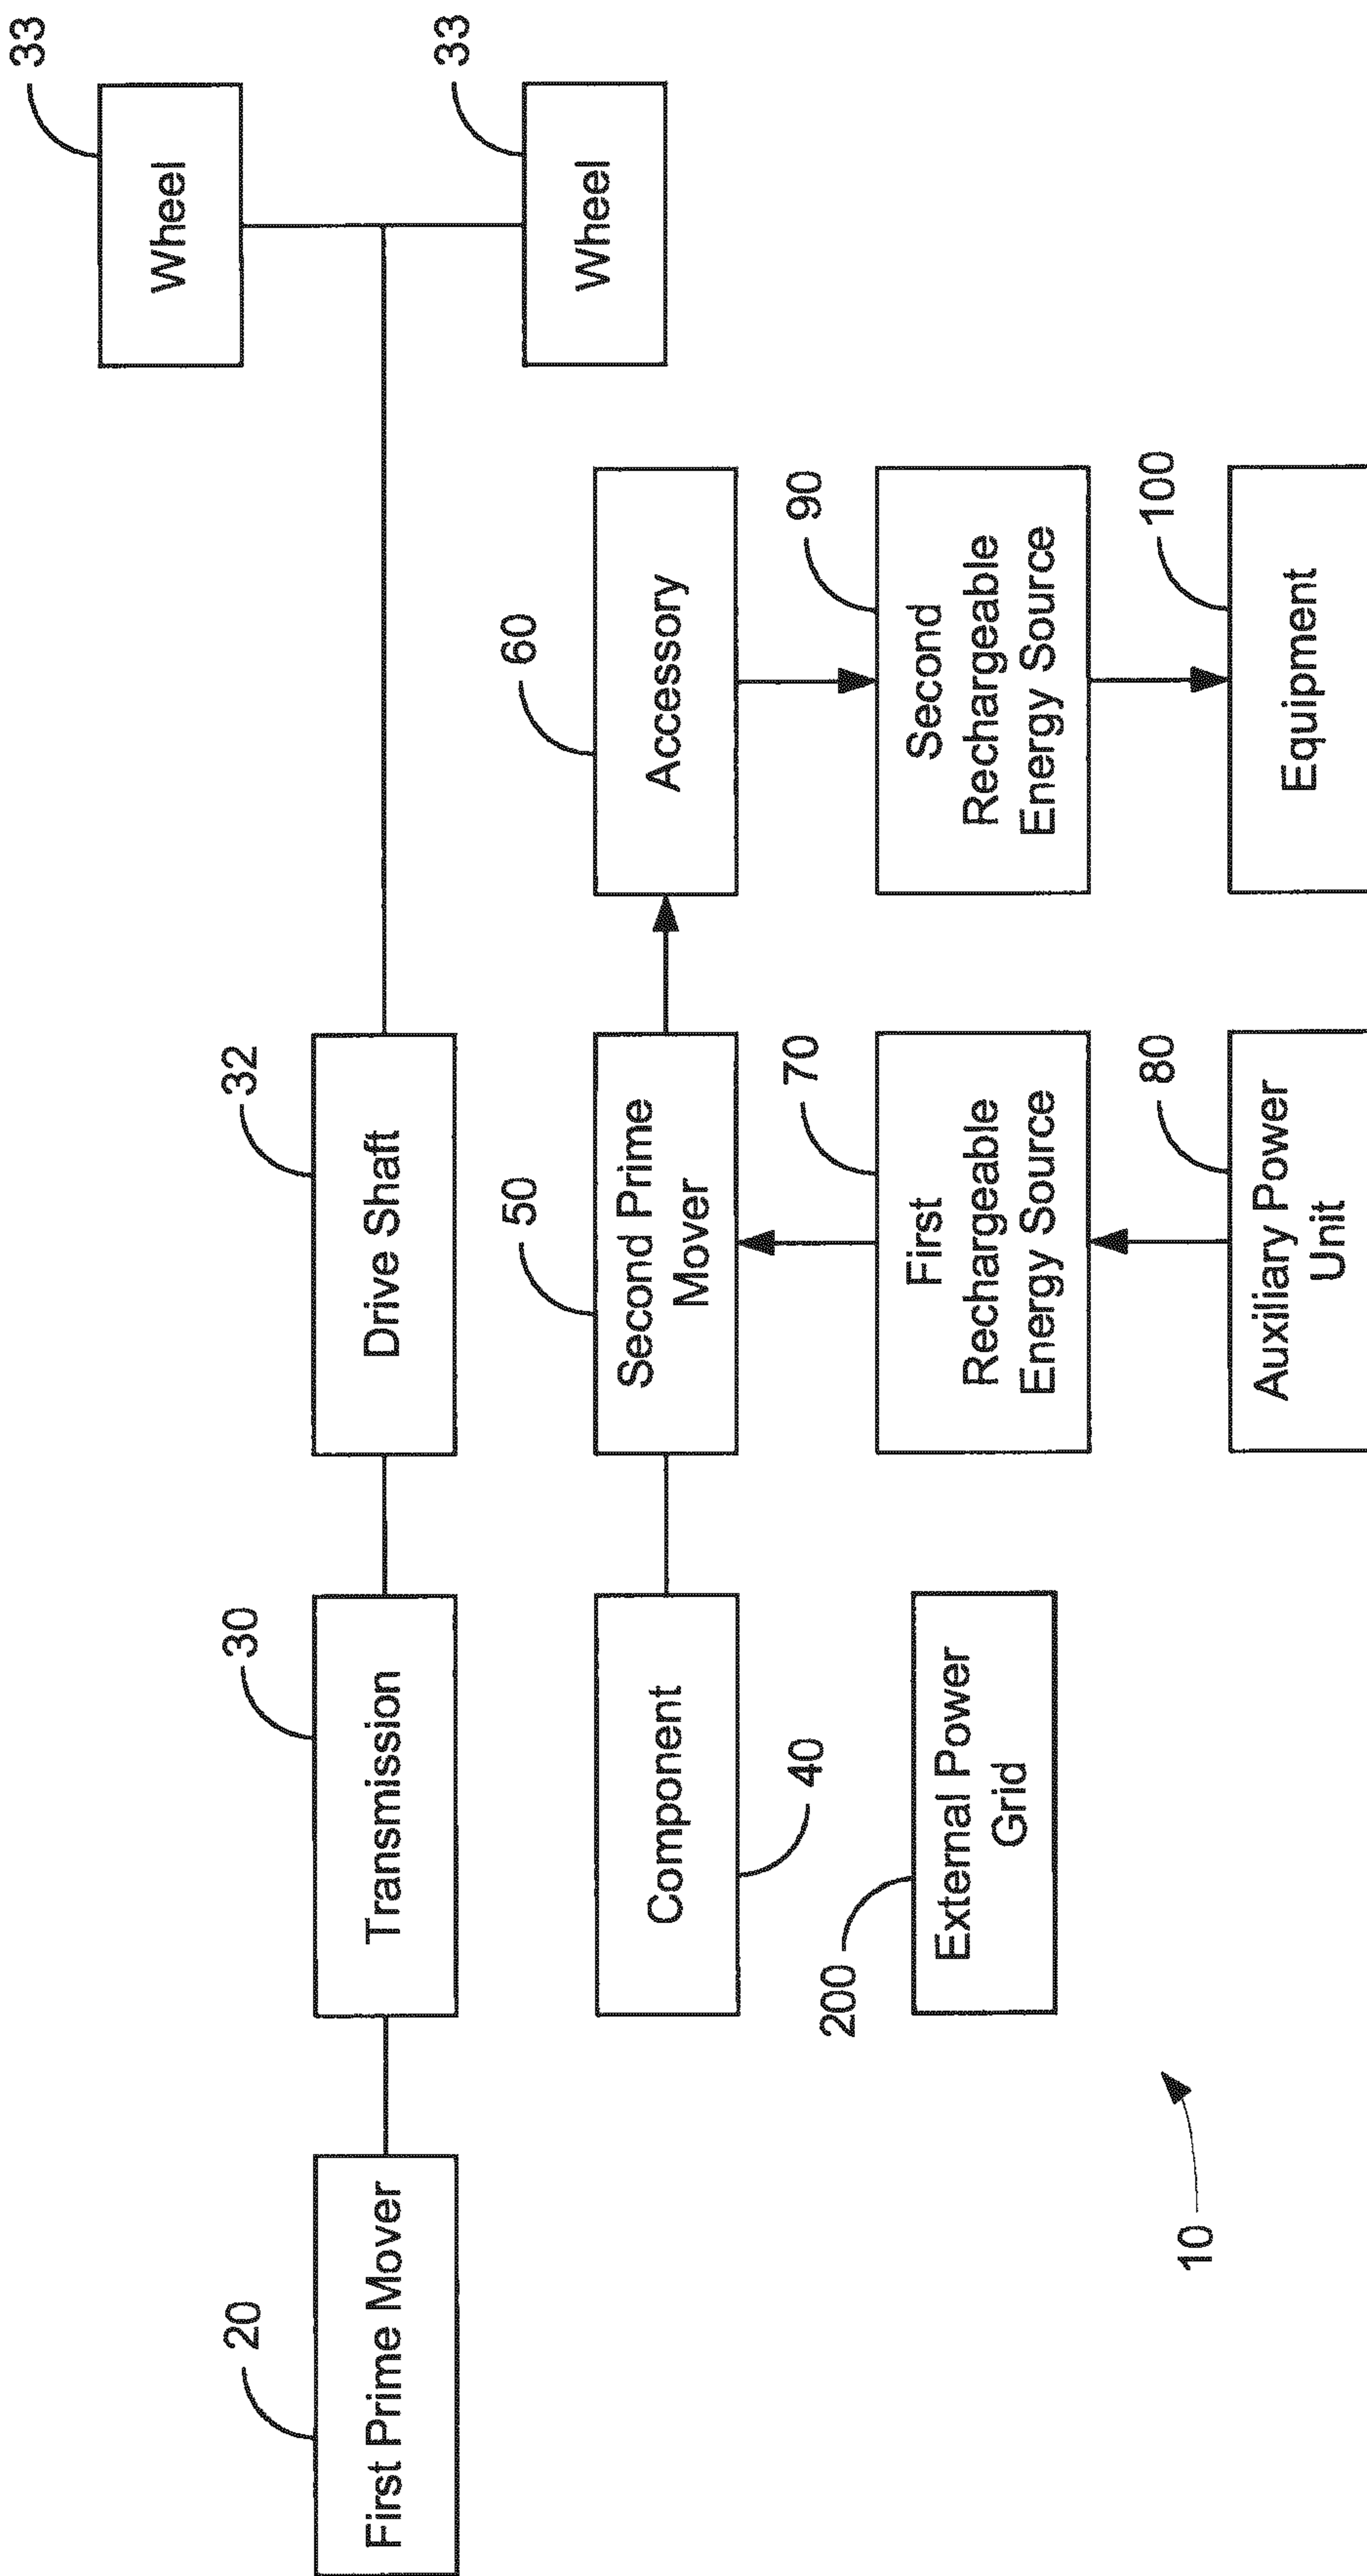 33
Wheel
33
Wheel
20
First Prime Mover
30
Transmission
32
Drive Shaft
Component
40
50
Second Prime
Mover
60
Accessory
200
External Power
Grid
70
First
Rechargeable
Energy Source
90
Second
Rechargeable
Energy Source
10
80
Auxiliary Power
Unit
100
Equipment